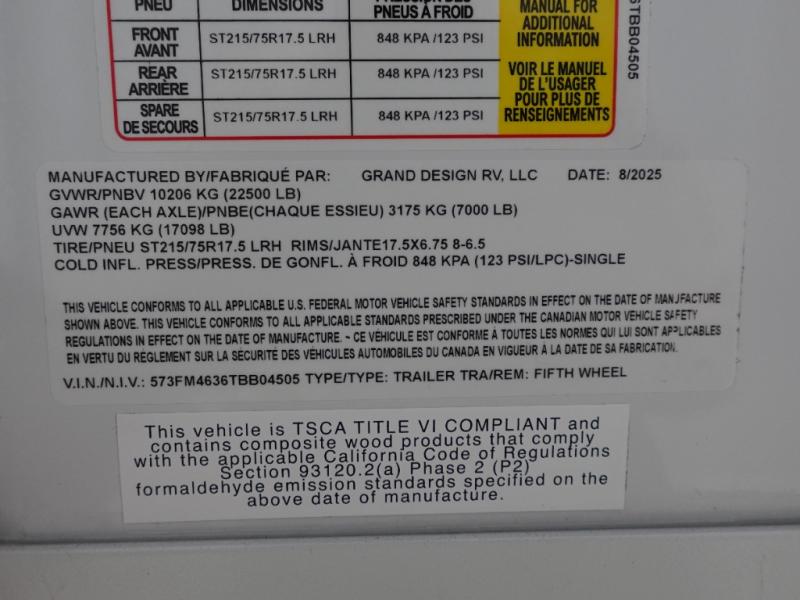 PNEU DIMENSIONS PRESSION DES
PNEUS À FROID
MANUAL FOR
ADDITIONAL
INFORMATION
FRONT
AVANT ST215/75R17.5 LRH 848 KPA /123 PSI
REAR
ARRIÈRE ST215/75R17.5 LRH 848 KPA /123 PSI
SPARE
DE SECOURS ST215/75R17.5 LRH 848 KPA /123 PSI
VOIR LE MANUEL
DE L'USAGER
POUR PLUS DE
RENSEIGNEMENTS
6TBB04505
MANUFACTURED BY/FABRIQUÉ PAR: GRAND DESIGN RV, LLC DATE: 8/2025
GVWR/PNBV 10206 KG (22500 LB)
GAWR (EACH AXLE)/PNBE(CHAQUE ESSIEU) 3175 KG (7000 LB)
UVW 7756 KG (17098 LB)
TIRE/PNEU ST215/75R17.5 LRH RIMS/JANTE17.5X6.75 8-6.5
COLD INFL. PRESS/PRESS. DE GONFL. À FROID 848 KPA (123 PSI/LPC)-SINGLE
THIS VEHICLE CONFORMS TO ALL APPLICABLE U.S. FEDERAL MOTOR VEHICLE SAFETY STANDARDS IN EFFECT ON THE DATE OF MANUFACTURE
SHOWN ABOVE. THIS VEHICLE CONFORMS TO ALL APPLICABLE STANDARDS PRESCRIBED UNDER THE CANADIAN MOTOR VEHICLE SAFETY
REGULATIONS IN EFFECT ON THE DATE OF MANUFACTURE. - CE VÉHICULE EST CONFORME À TOUTES LES NORMES QUI LUI SONT APPLICABLES
EN VERTU DU RÈGLEMENT SUR LA SÉCURITÉ DES VÉHICULES AUTOMOBILES DU CANADA EN VIGUEUR À LA DATE DE SA FABRICATION.
V.I.N./N.I.V.: 573FM4636TBB04505 TYPE/TYPE: TRAILER TRA/REM: FIFTH WHEEL
This vehicle is TSCA TITLE VI COMPLIANT and
contains composite wood products that comply
with the applicable California Code of Regulations
Section 93120.2(a) Phase 2 (P2)
formaldehyde emission standards specified on the
above date of manufacture.